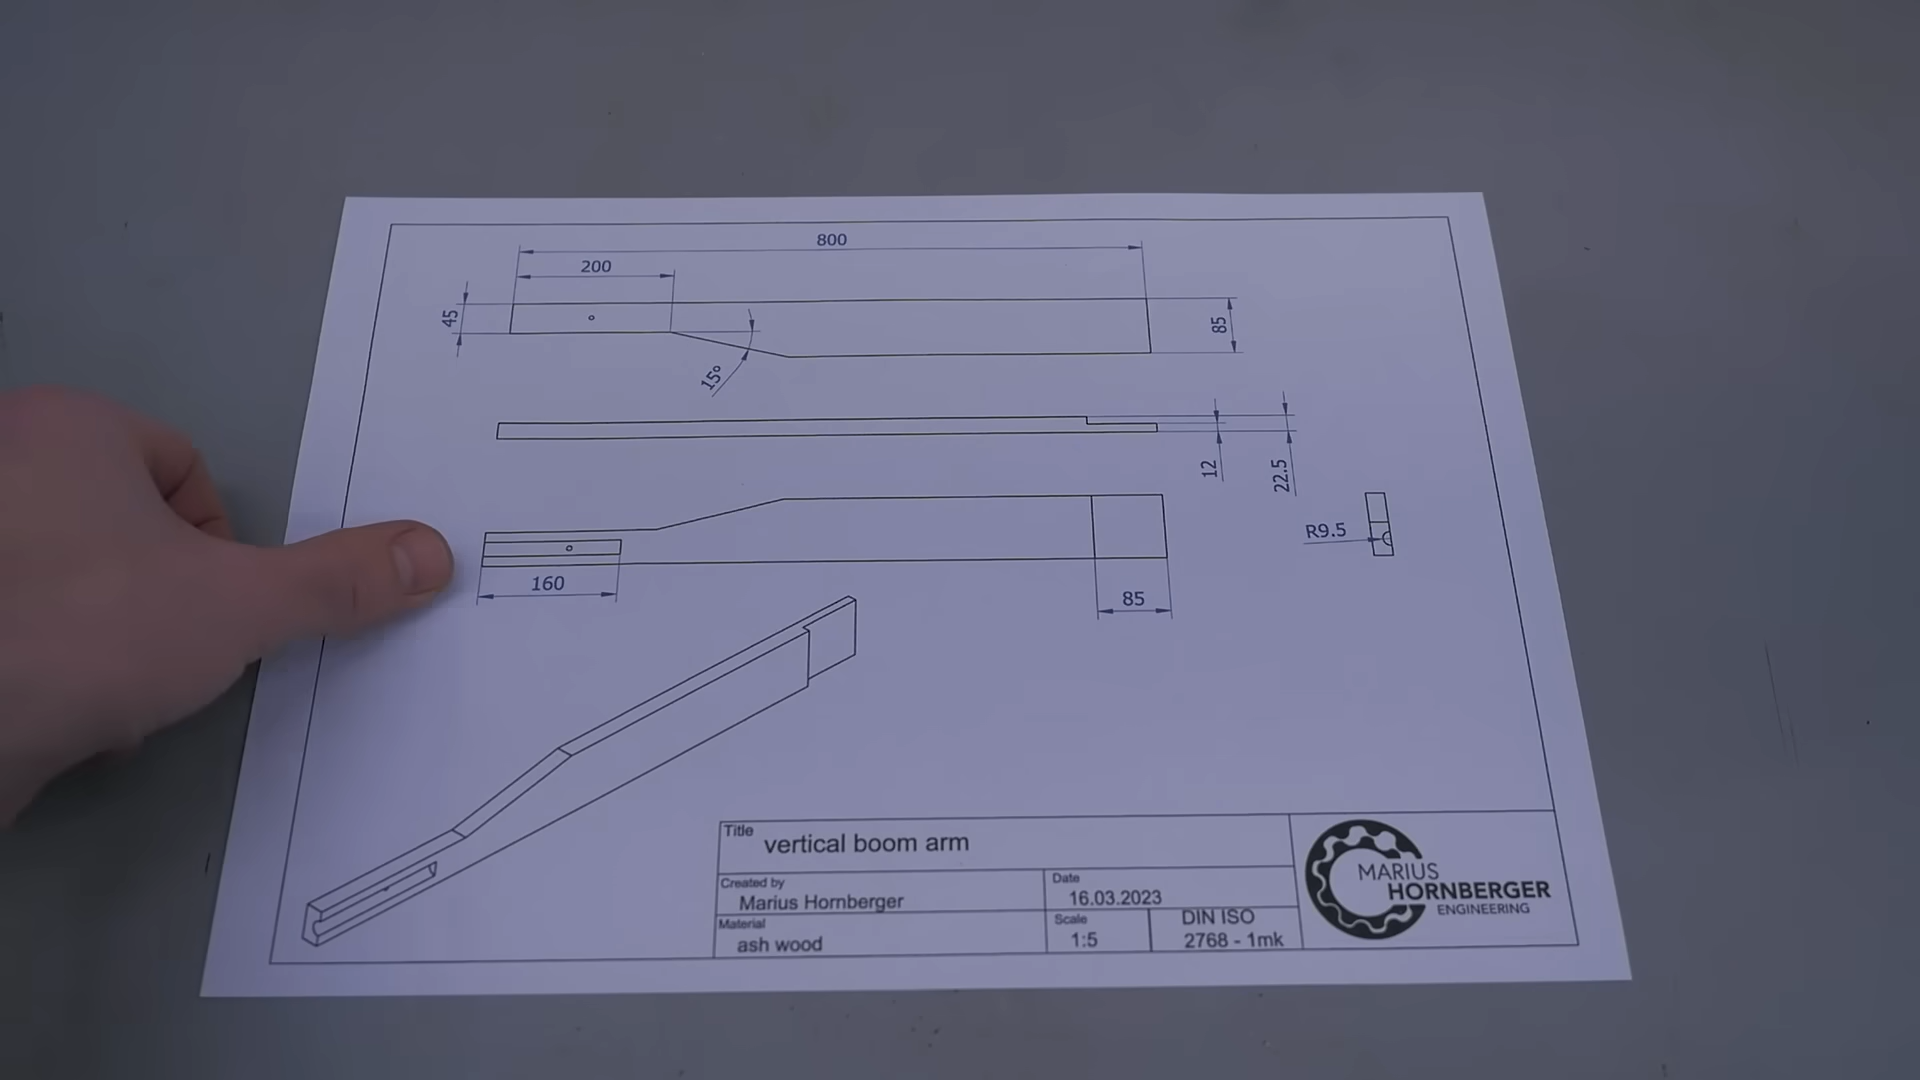 800
200
45
85
15°
12
22.5
R9.5
160
85
Title
vertical boom arm
Created by
Marius Hornberger
Date
16.03.2023
Material
ash wood
Scale
1:5
DIN ISO
2768 - 1mk
MARIUS
HORNBERGER
ENGINEERING